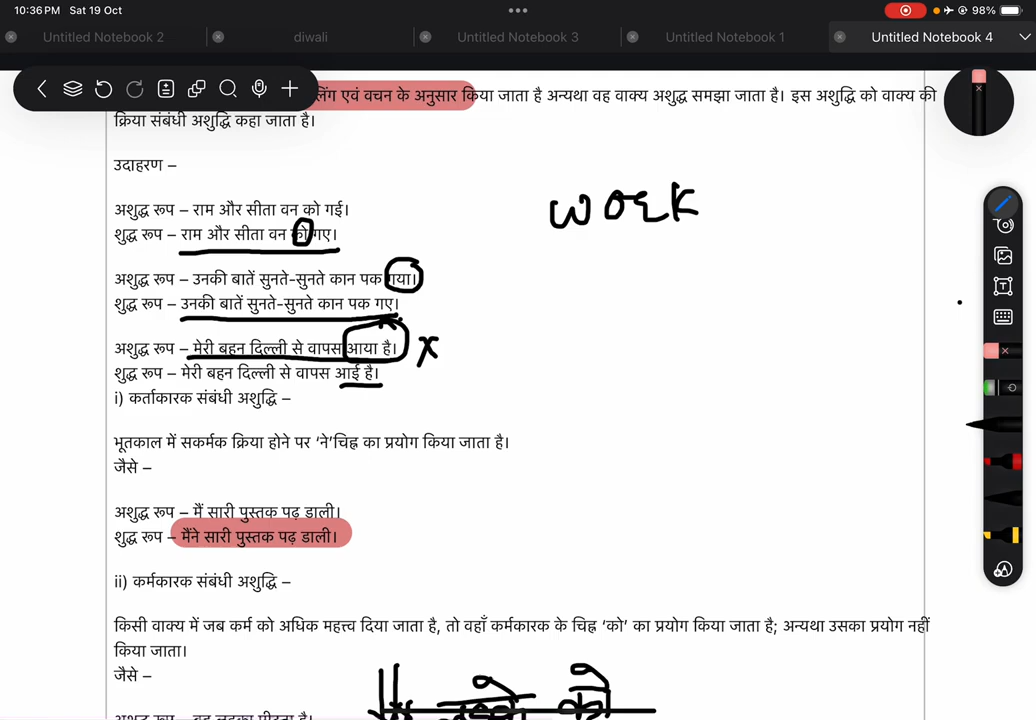 10:36 PM Sat 19 Oct 98%
Untitled Notebook 2 diwali Untitled Notebook 3 Untitled Notebook 1 Untitled Notebook 4
लिंग एवं वचन के अनुसार किया जाता है अन्यथा वह वाक्य अशुद्ध समझा जाता है। इस अशुद्धि को वाक्य की
क्रिया संबंधी अशुद्धि कहा जाता है।
उदाहरण –
अशुद्ध रूप – राम और सीता वन को गई।
work
शुद्ध रूप – राम और सीता वन को गए।
अशुद्ध रूप – उनकी बातें सुनते-सुनते कान पक गया।
शुद्ध रूप – उनकी बातें सुनते-सुनते कान पक गए।
अशुद्ध रूप – मेरी बहन दिल्ली से वापस आया है। x
शुद्ध रूप – मेरी बहन दिल्ली से वापस आई है।
i) कर्ताकारक संबंधी अशुद्धि –
भूतकाल में सकर्मक क्रिया होने पर ‘ने’चिह्न का प्रयोग किया जाता है।
जैसे –
अशुद्ध रूप – मैं सारी पुस्तक पढ़ डाली।
शुद्ध रूप – मैंने सारी पुस्तक पढ़ डाली।
ii) कर्मकारक संबंधी अशुद्धि –
किसी वाक्य में जब कर्म को अधिक महत्त्व दिया जाता है, तो वहाँ कर्मकारक के चिह्न ‘को’ का प्रयोग किया जाता है; अन्यथा उसका प्रयोग नहीं
किया जाता।
जैसे –
अशुद्ध रूप – वह लड़का पीटता है।